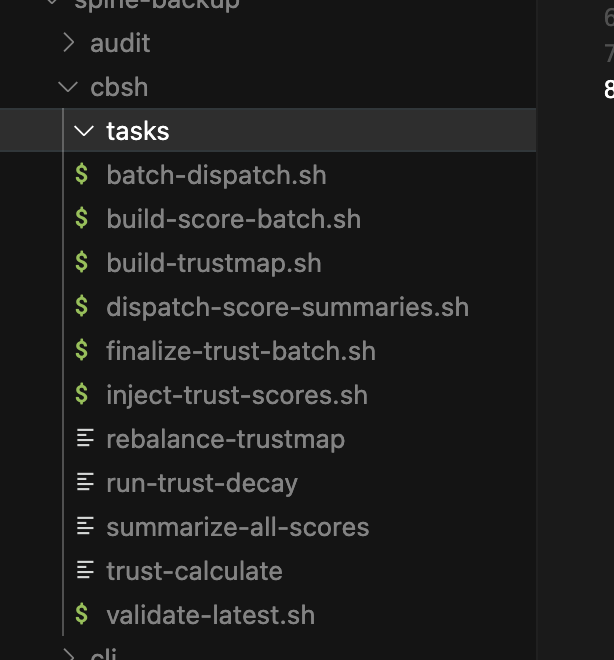 spine-backup
audit
cbsh
tasks
$ batch-dispatch.sh
$ build-score-batch.sh
$ build-trustmap.sh
$ dispatch-score-summaries.sh
$ finalize-trust-batch.sh
$ inject-trust-scores.sh
rebalance-trustmap
run-trust-decay
summarize-all-scores
trust-calculate
$ validate-latest.sh
cli
6
7
8